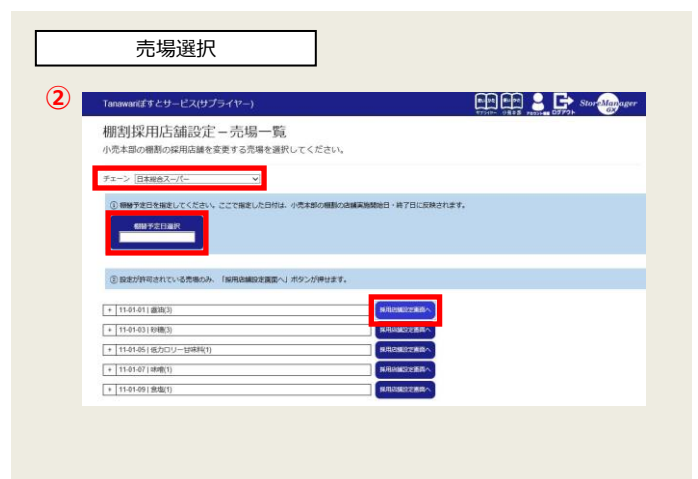 売場選択
②
Tanawariぽすとサービス(サプライヤー)
StoreManager
GX
ログアウト
棚割採用店舗設定－売場一覧
小売本部の棚割の採用店舗を変更する売場を選択してください。
チェーン 日本総合スーパー
① 棚替予定日を指定してください。ここで指定した日付は、小売本部の棚割の店舗実施開始日・終了日に反映されます。
棚替予定日選択
② 設定が許可されている売場のみ、「採用店舗設定画面へ」ボタンが押せます。
+ 11-01-01 | 醤油(3) 採用店舗設定画面へ
+ 11-01-03 | 砂糖(3) 採用店舗設定画面へ
+ 11-01-05 | 低カロリー甘味料(1) 採用店舗設定画面へ
+ 11-01-07 | 味噌(1) 採用店舗設定画面へ
+ 11-01-09 | 食塩(1) 採用店舗設定画面へ